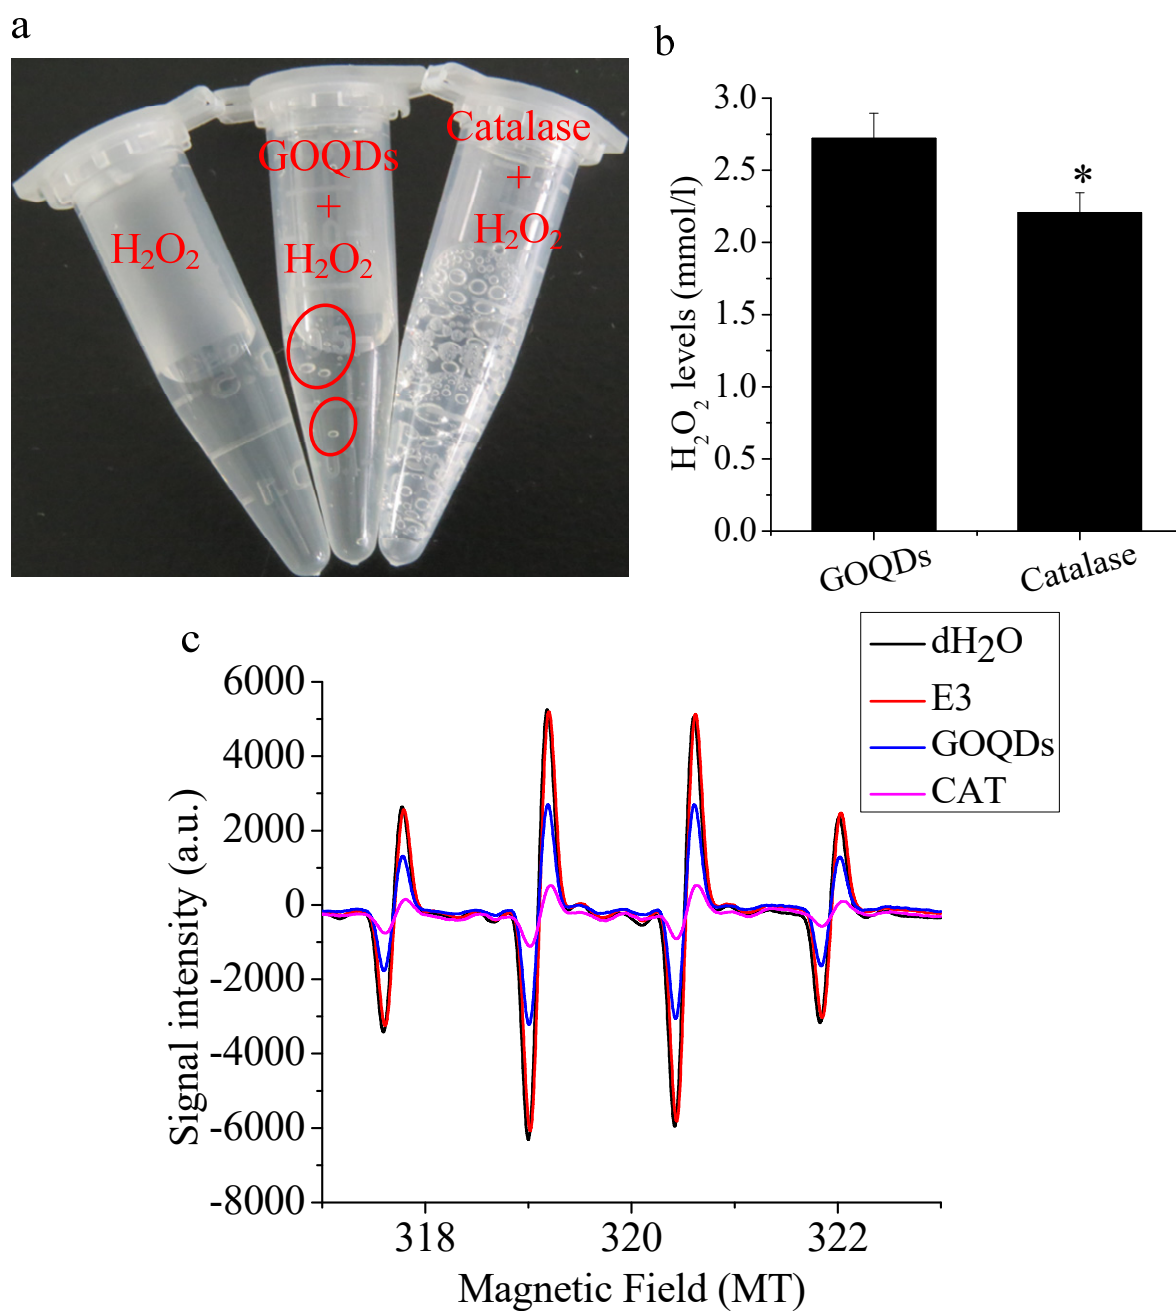 a
H₂O₂
GOQDs
+
H₂O₂
Catalase
+
H₂O₂
b
3.0
2.5
2.0
1.5
1.0
0.5
0.0
H₂O₂ levels (mmol/l)
*
GOQDs
Catalase
c
dH₂O
E3
GOQDs
CAT
6000
4000
2000
0
-2000
-4000
-6000
-8000
Signal intensity (a.u.)
318
320
322
Magnetic Field (MT)